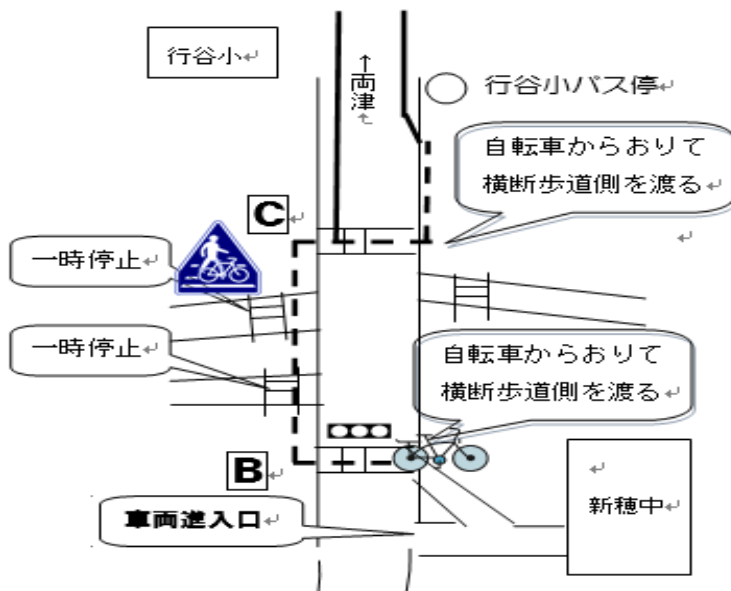 行谷小
↑両津
行谷小バス停
自転車からおりて
横断歩道側を渡る
C
一時停止
一時停止
自転車からおりて
横断歩道側を渡る
B
新穂中
車両進入口